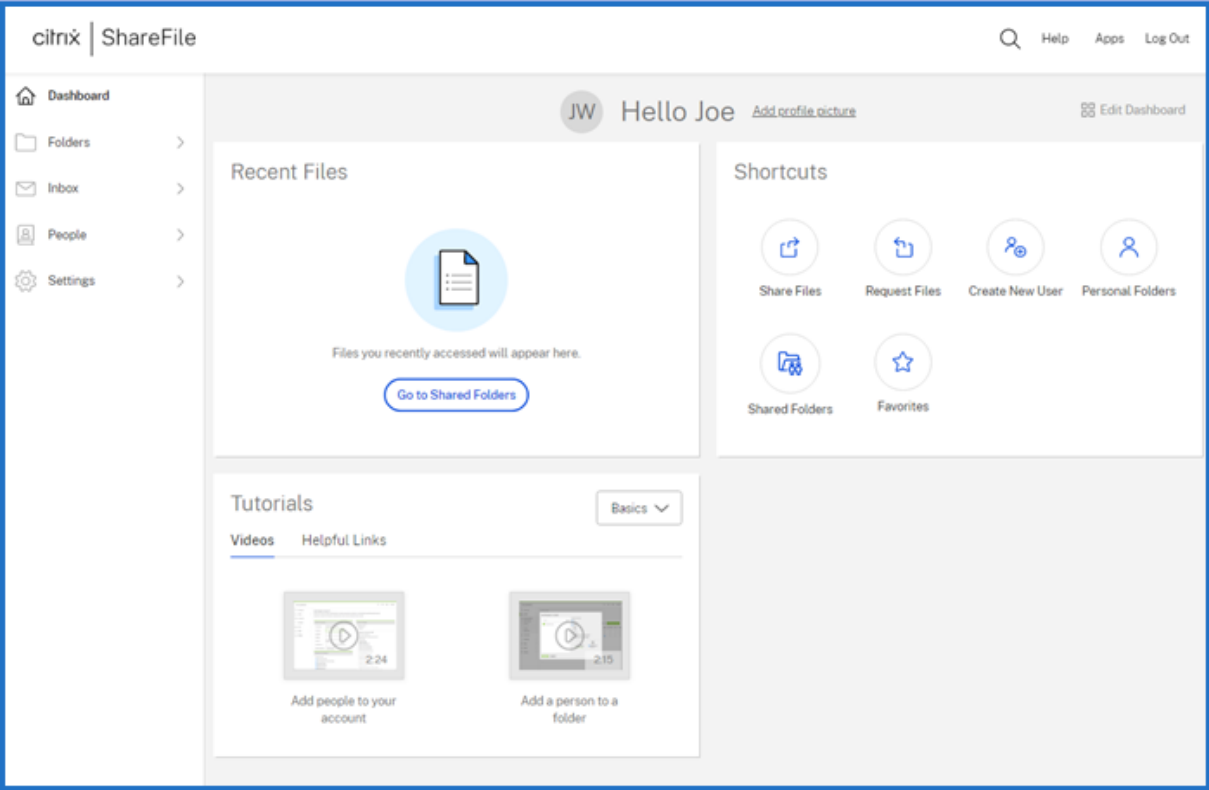 citrix | ShareFile
Help Apps Log Out
Dashboard
Folders
Inbox
People
Settings
JW Hello Joe Add profile picture Edit Dashboard
Recent Files
Files you recently accessed will appear here.
Go to Shared Folders
Shortcuts
Share Files Request Files Create New User Personal Folders
Shared Folders Favorites
Tutorials
Basics
Videos Helpful Links
2:24
Add people to your
account
2:15
Add a person to a
folder